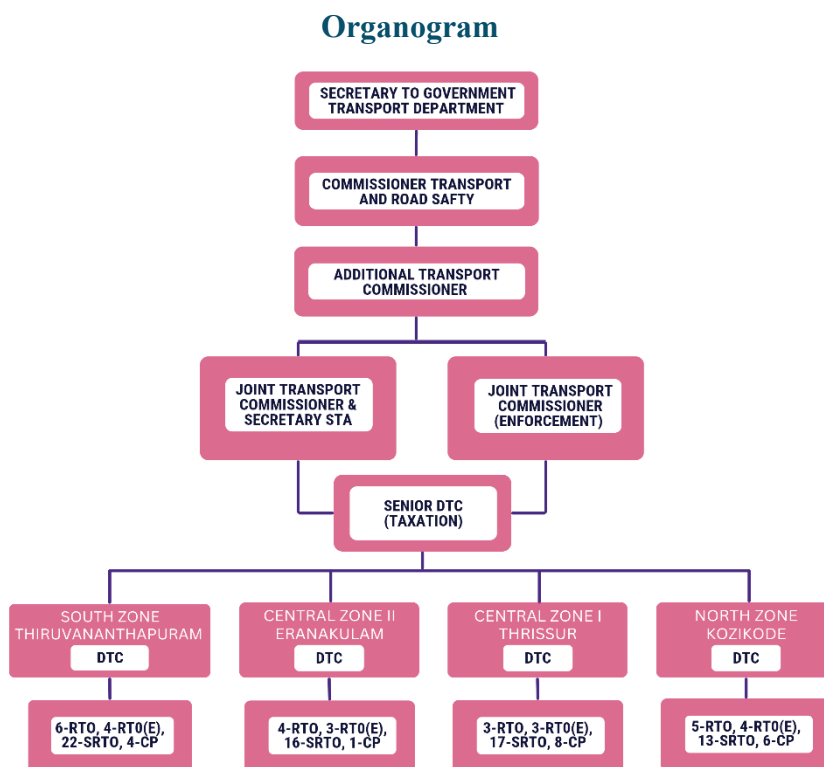 Organogram
SECRETARY TO GOVERNMENT
TRANSPORT DEPARTMENT
COMMISSIONER TRANSPORT
AND ROAD SAFTY
ADDITIONAL TRANSPORT
COMMISSIONER
JOINT TRANSPORT
COMMISSIONER &
SECRETARY STA
JOINT TRANSPORT
COMMISSIONER
(ENFORCEMENT)
SENIOR DTC
(TAXATION)
SOUTH ZONE
THIRUVANANTHAPURAM
DTC
CENTRAL ZONE II
ERANAKULAM
DTC
CENTRAL ZONE I
THRISSUR
DTC
NORTH ZONE
KOZIKODE
DTC
6-RTO, 4-RT0(E),
22-SRTO, 4-CP
4-RTO, 3-RT0(E),
16-SRTO, 1-CP
3-RTO, 3-RT0(E),
17-SRTO, 8-CP
5-RTO, 4-RT0(E),
13-SRTO, 6-CP